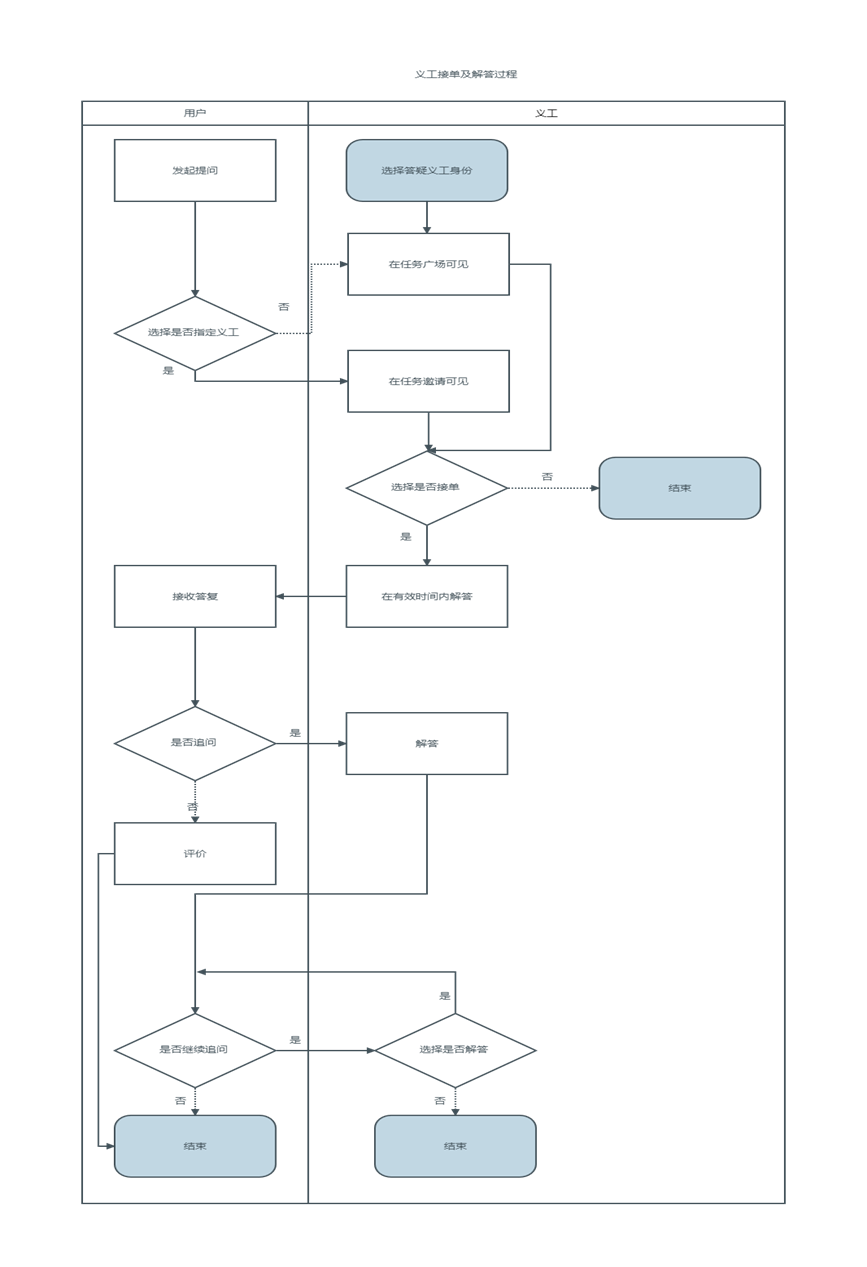 义工接单及解答过程
用户
义工
发起提问
选择答疑义工身份
在任务广场可见
否
选择是否指定义工
是
在任务邀请可见
选择是否接单
否
结束
是
接收答复
在有效时间内解答
是否追问
是
解答
否
评价
是
是否继续追问
是
选择是否解答
否
否
结束
结束